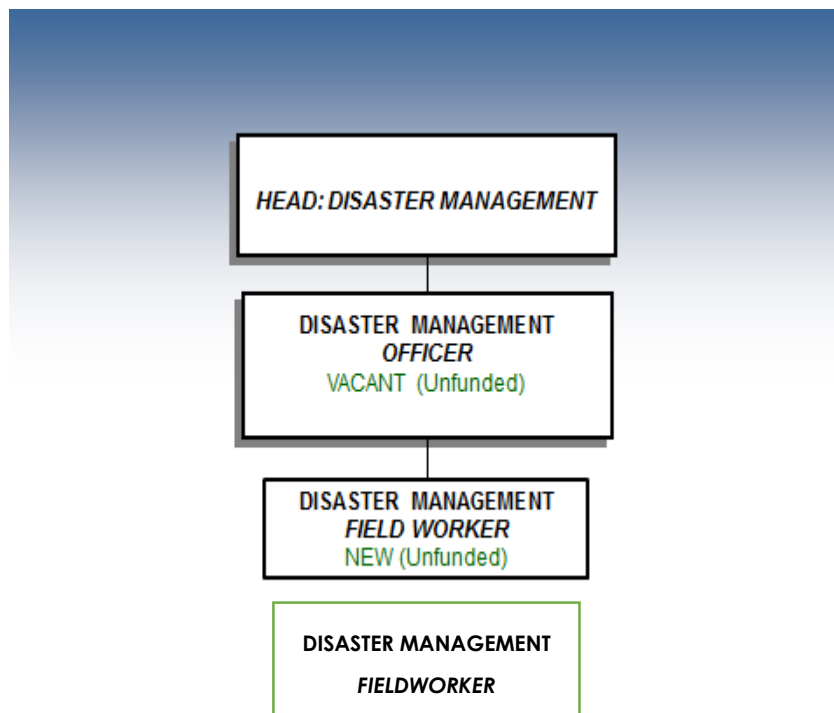 HEAD: DISASTER MANAGEMENT
DISASTER MANAGEMENT
OFFICER
VACANT (Unfunded)
DISASTER MANAGEMENT
FIELD WORKER
NEW (Unfunded)
DISASTER MANAGEMENT
FIELDWORKER